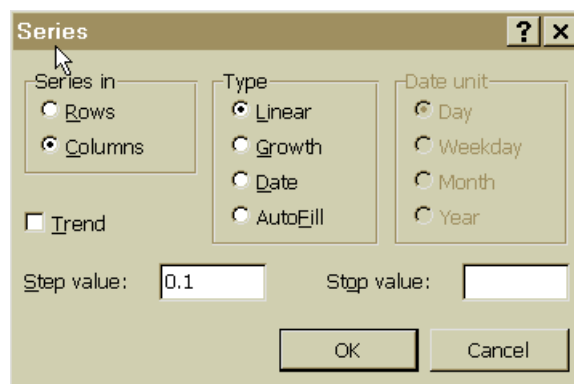 Series
Series in
Rows
Columns
Type
Linear
Growth
Date
AutoFill
Date unit
Day
Weekday
Month
Year
Trend
Step value: 0.1 Stop value:
OK Cancel